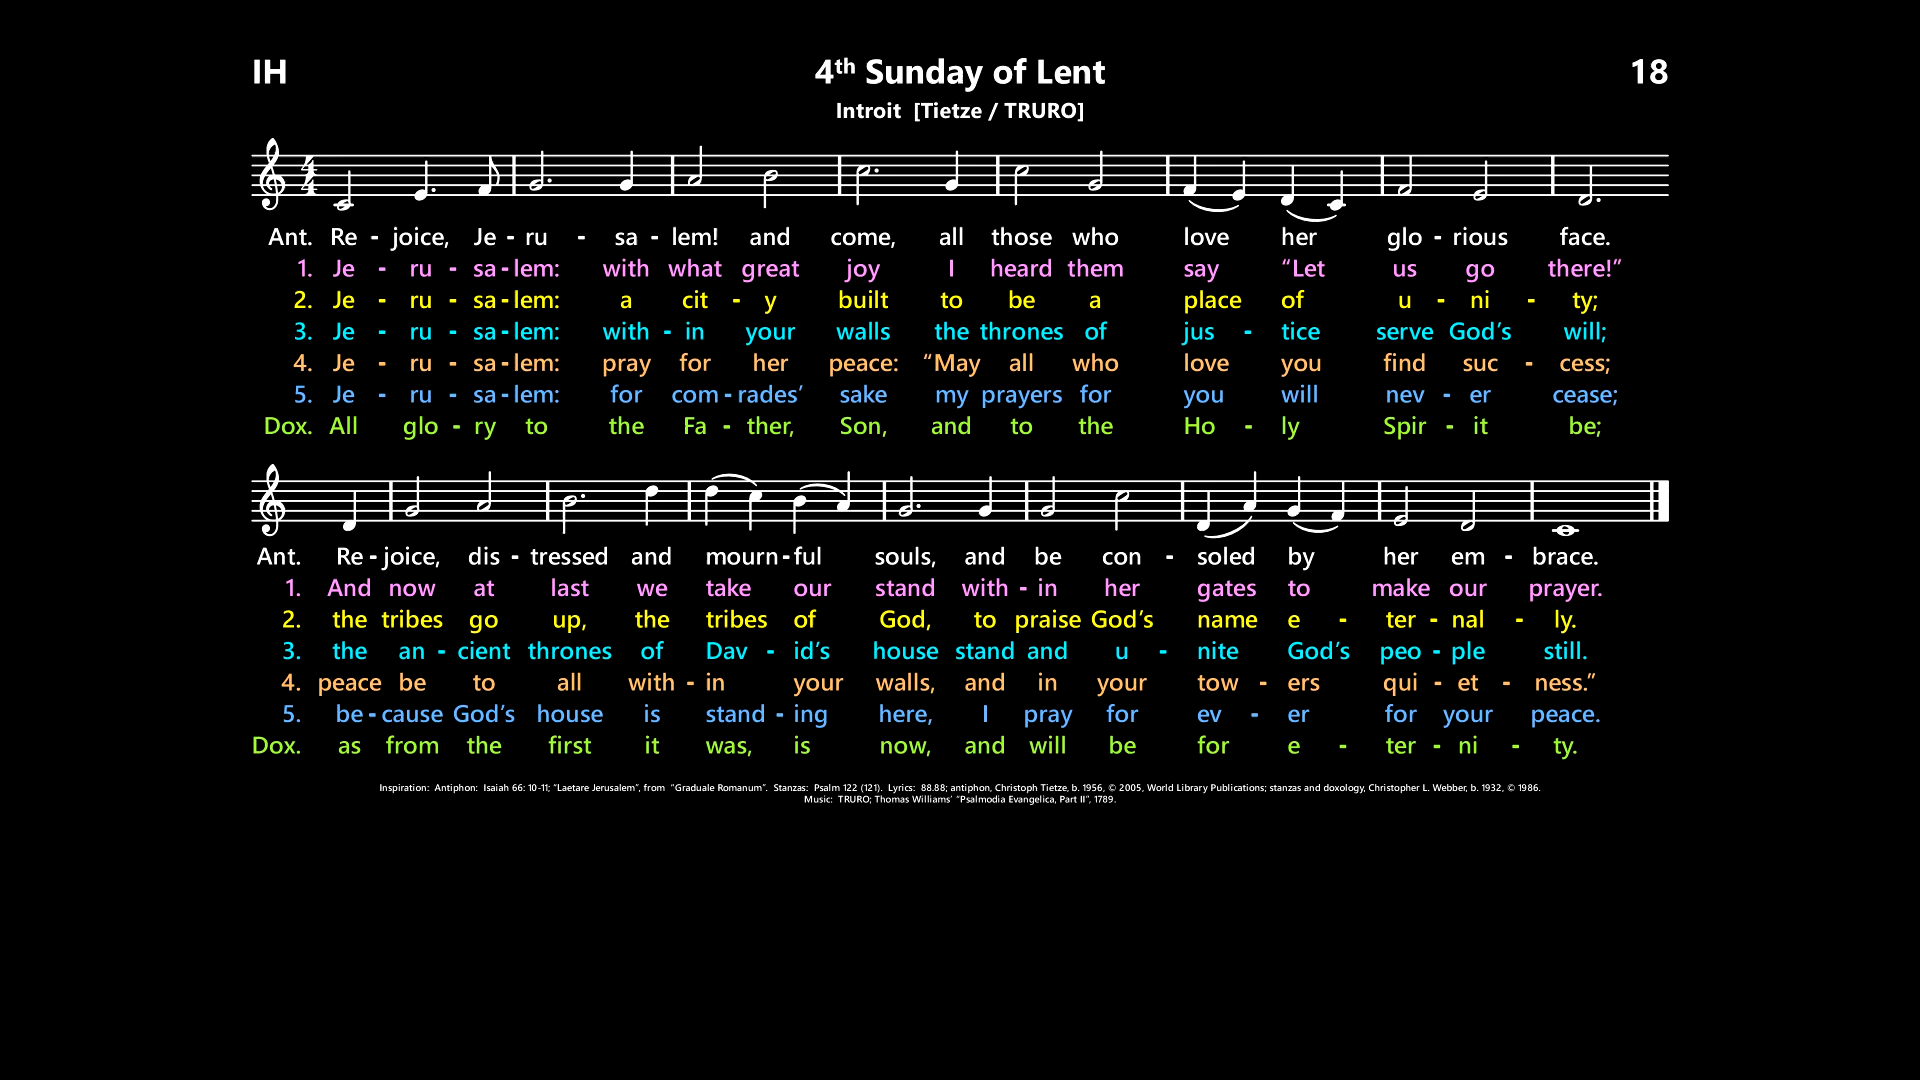 IH 4th Sunday of Lent 18
Introit [Tietze / TRURO]
Ant. Re - joice, Je - ru - sa - lem! and come, all those who love her glo - rious face.
1. Je - ru - sa - lem: with what great joy I heard them say “Let us go there!”
2. Je - ru - sa - lem: a cit - y built to be a place of u - ni - ty;
3. Je - ru - sa - lem: with - in your walls the thrones of jus - tice serve God’s will;
4. Je - ru - sa - lem: pray for her peace: “May all who love you find suc - cess;
5. Je - ru - sa - lem: for com - rades’ sake my prayers for you will nev - er cease;
Dox. All glo - ry to the Fa - ther, Son, and to the Ho - ly Spir - it be;
Ant. Re - joice, dis - tressed and mourn - ful souls, and be con - soled by her em - brace.
1. And now at last we take our stand with - in her gates to make our prayer.
2. the tribes go up, the tribes of God, to praise God’s name e - ter - nal - ly.
3. the an - cient thrones of Dav - id’s house stand and u - nite God’s peo - ple still.
4. peace be to all with - in your walls, and in your tow - ers qui - et - ness.”
5. be - cause God’s house is stand - ing here, I pray for ev - er for your peace.
Dox. as from the first it was, is now, and will be for e - ter - ni - ty.
Inspiration: Antiphon: Isaiah 66: 10-11; “Laetare Jerusalem”, from “Graduale Romanum”. Stanzas: Psalm 122 (121). Lyrics: 88.88; antiphon, Christoph Tietze, b. 1956, © 2005, World Library Publications; stanzas and doxology, Christopher L. Webber, b. 1932, © 1986.
Music: TRURO; Thomas Williams’ “Psalmodia Evangelica, Part II”, 1789.